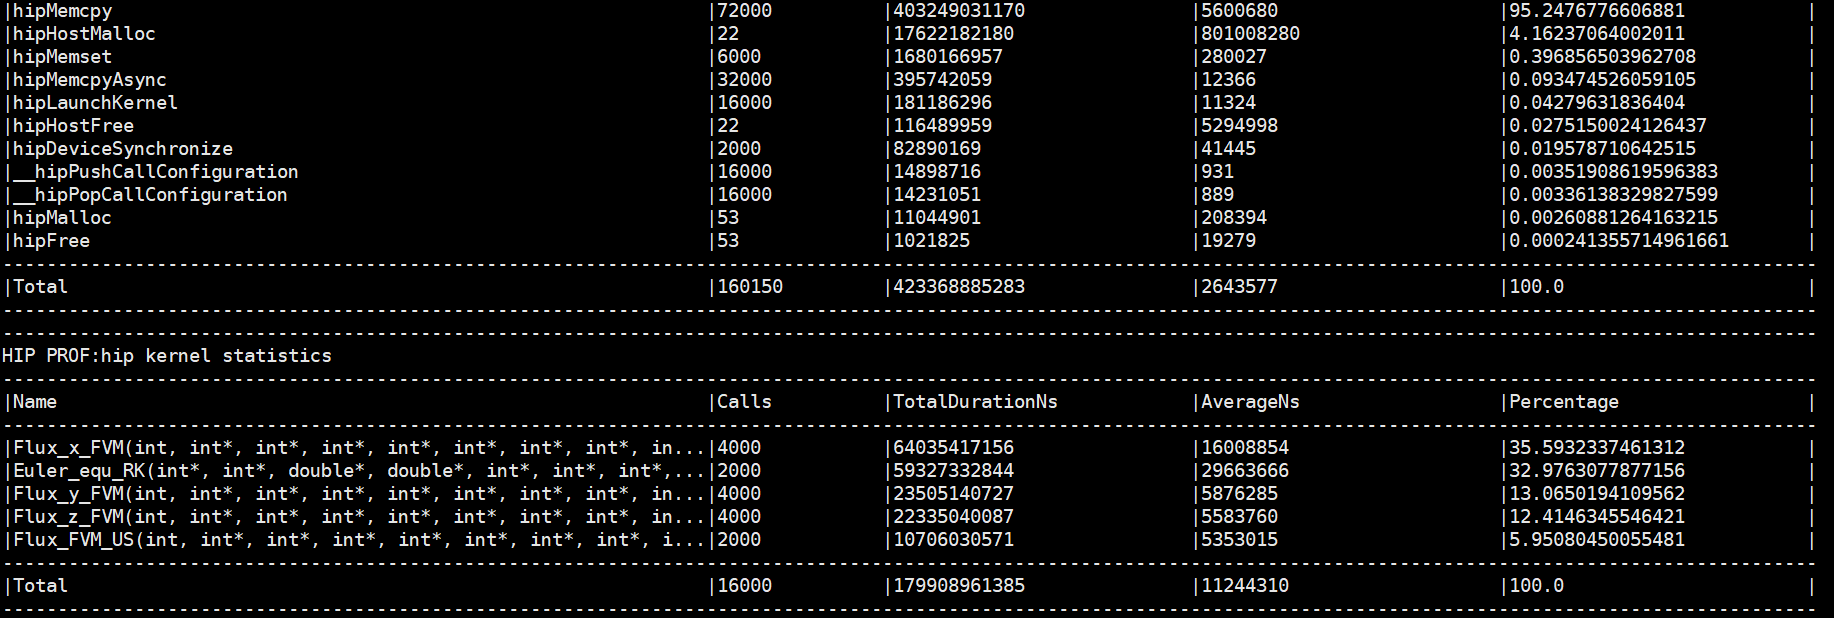 |hipMemcpy |72000 |403249031170 |5600680 |95.2476776606881 |
|hipHostMalloc |22 |17622182180 |801008280 |4.16237064002011 |
|hipMemset |6000 |1680166957 |280027 |0.396856503962708 |
|hipMemcpyAsync |32000 |395742059 |12366 |0.093474526059105 |
|hipLaunchKernel |16000 |181186296 |11324 |0.04279631836404 |
|hipHostFree |22 |116489959 |5294998 |0.0275150024126437 |
|hipDeviceSynchronize |2000 |82890169 |41445 |0.019578710642515 |
|__hipPushCallConfiguration |16000 |14898716 |931 |0.00351908619596383 |
|__hipPopCallConfiguration |16000 |14231051 |889 |0.00336138329827599 |
|hipMalloc |53 |11044901 |208394 |0.00260881264163215 |
|hipFree |53 |1021825 |19279 |0.000241355714961661 |
|Total |160150 |423368885283 |2643577 |100.0 |
HIP PROF:hip kernel statistics
|Name |Calls |TotalDurationNs |AverageNs |Percentage |
|Flux_x_FVM(int, int*, int*, int*, int*, int*, int*, int*, in...|4000 |64035417156 |16008854 |35.5932337461312 |
|Euler_equ_RK(int*, int*, double*, double*, int*, int*, int*,...|2000 |59327332844 |29663666 |32.9763077877156 |
|Flux_y_FVM(int, int*, int*, int*, int*, int*, int*, int*, in...|4000 |23505140727 |5876285 |13.0650194109562 |
|Flux_z_FVM(int, int*, int*, int*, int*, int*, int*, int*, in...|4000 |22335040087 |5583760 |12.4146345546421 |
|Flux_FVM_US(int, int*, int*, int*, int*, int*, int*, int*, i...|2000 |10706030571 |5353015 |5.95080450055481 |
|Total |16000 |179908961385 |11244310 |100.0 |